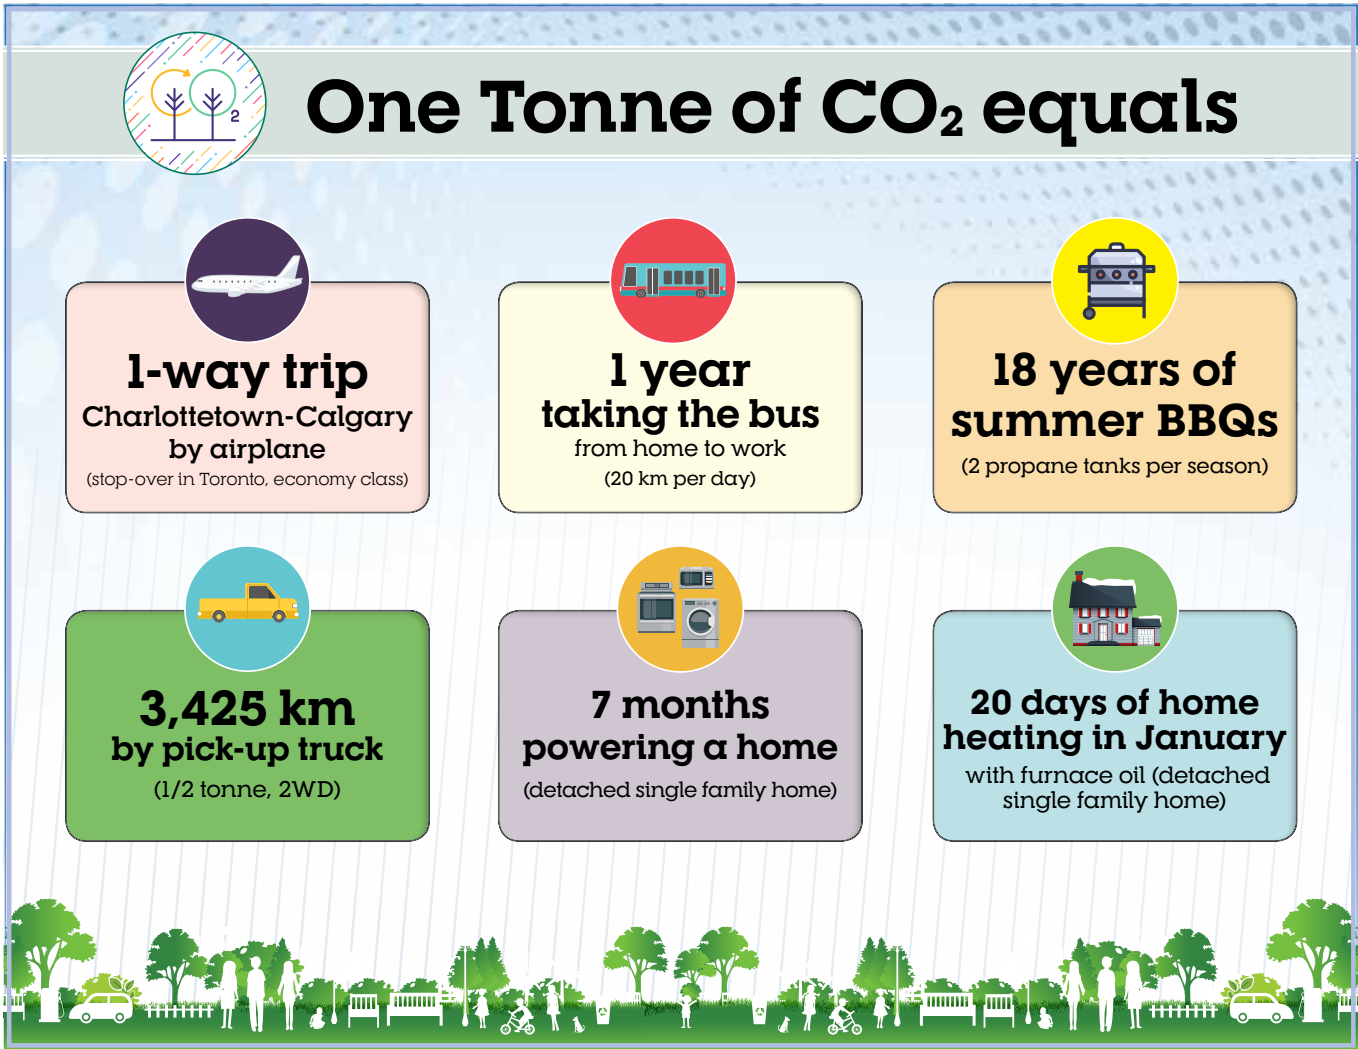 2
One Tonne of CO₂ equals
1-way trip
Charlottetown-Calgary
by airplane
(stop-over in Toronto, economy class)
1 year
taking the bus
from home to work
(20 km per day)
18 years of
summer BBQs
(2 propane tanks per season)
3,425 km
by pick-up truck
(1/2 tonne, 2WD)
7 months
powering a home
(detached single family home)
20 days of home
heating in January
with furnace oil (detached
single family home)